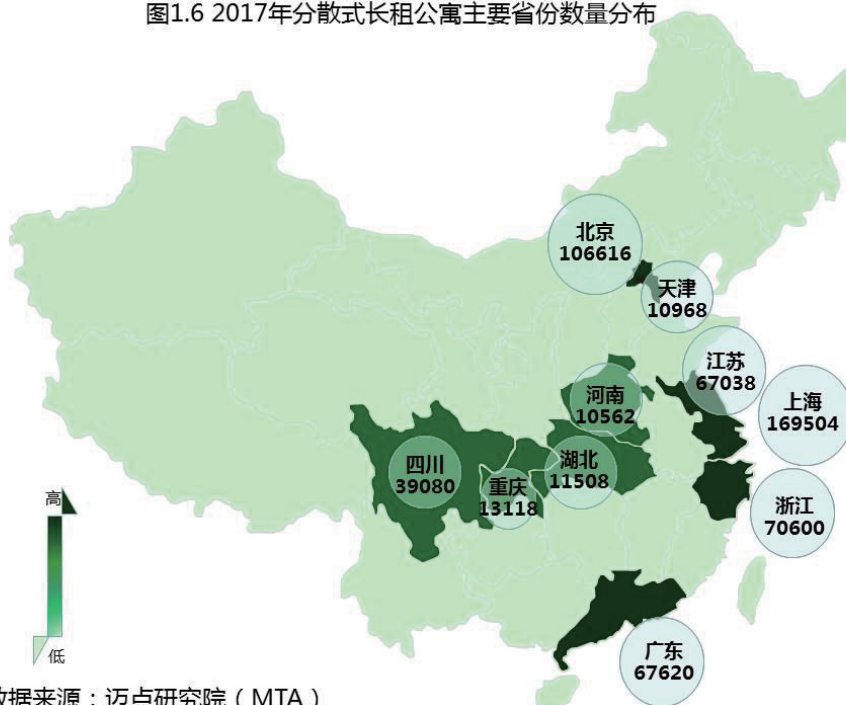 图1.6 2017年分散式长租公寓主要省份数量分布
北京
106616
天津
10968
江苏
67038
上海
169504
河南
10562
四川
39080
重庆
13118
湖北
11508
浙江
70600
广东
67620
高
低
数据来源：迈点研究院（MTA）